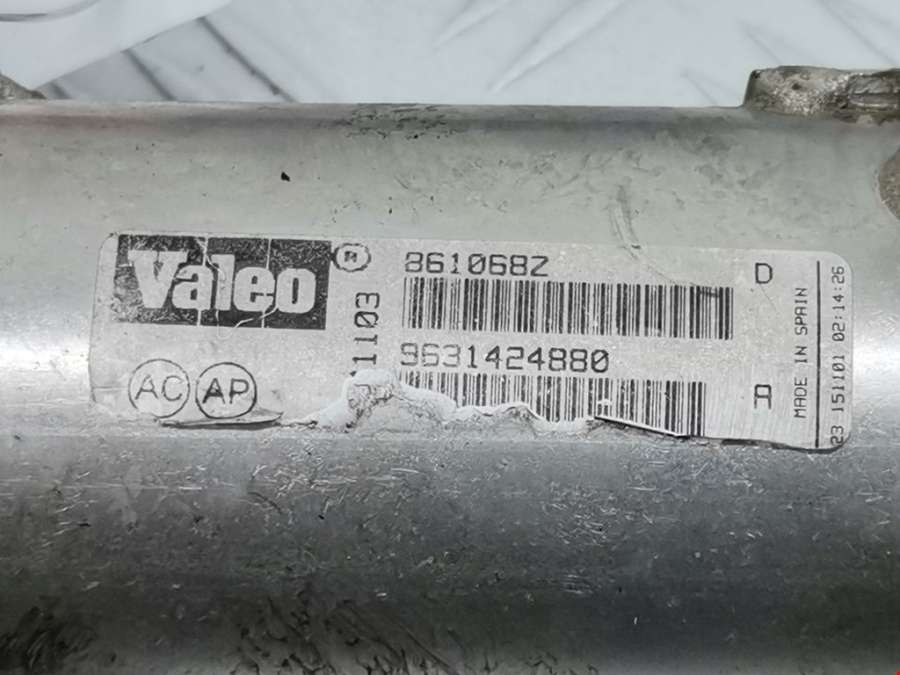 Valeo ®
861068Z
D
11103
9631424880
A
AC AP
MADE IN SPAIN
23 151101 02:14:26